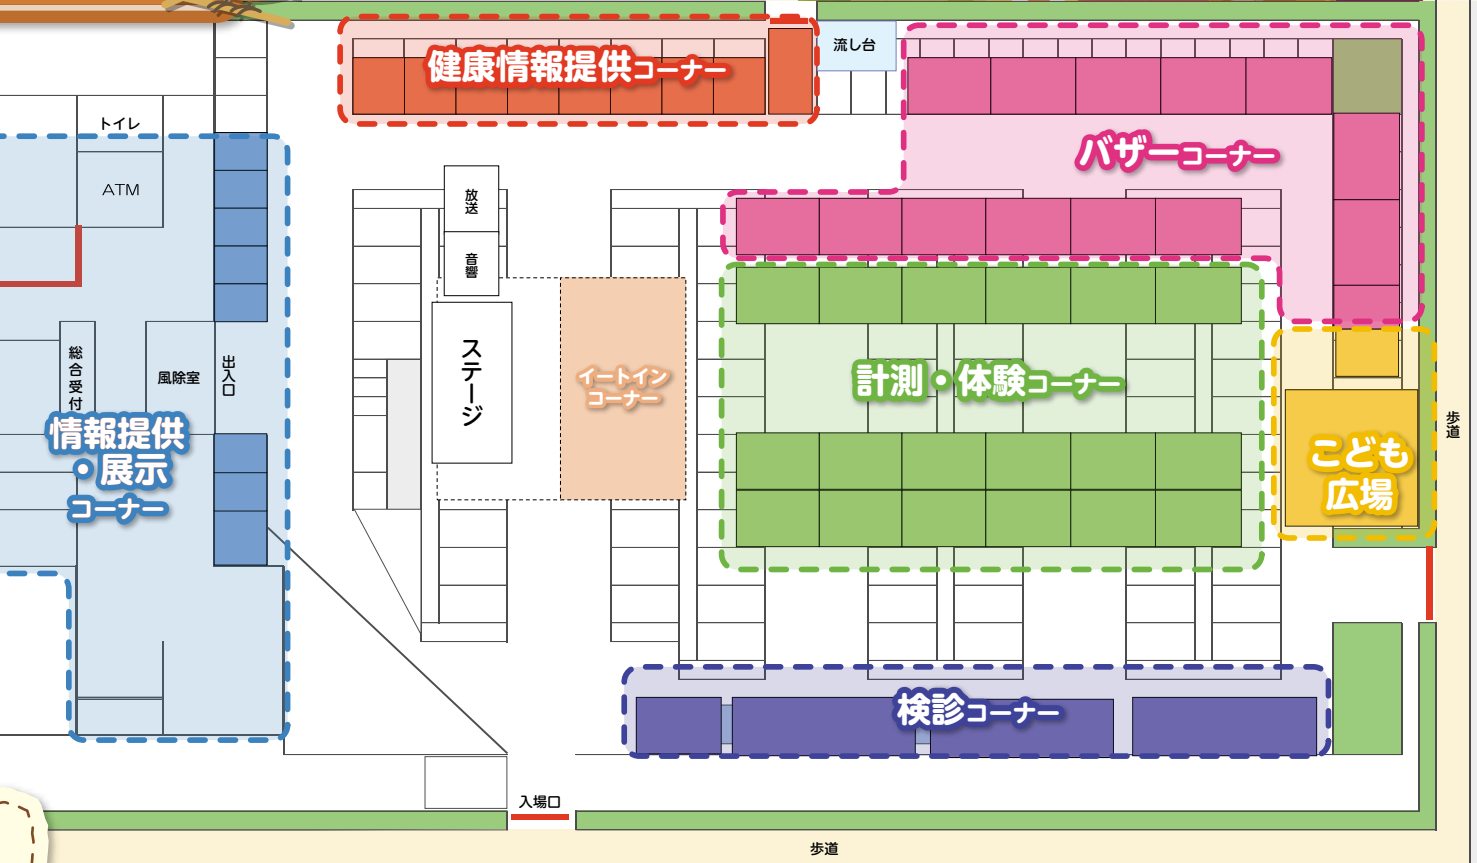 健康情報提供コーナー
流し台
バザーコーナー
トイレ
ATM
放送
音響
ステージ
イートイン
コーナー
計測・体験コーナー
総合受付
風除室
出入口
情報提供
・展示
コーナー
こども
広場
歩道
検診コーナー
入場口
歩道